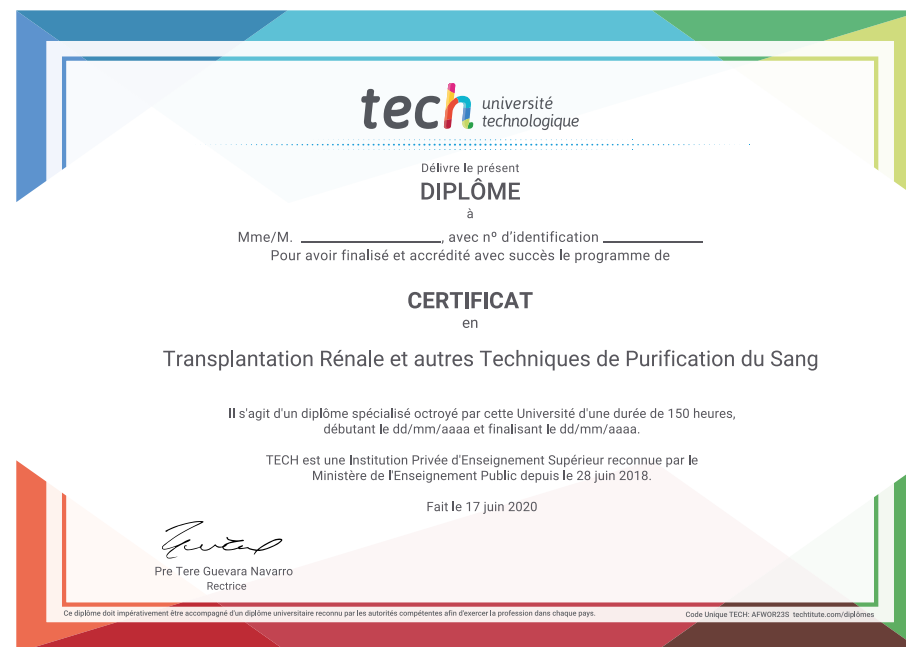 tech université
technologique
Délivre le présent
DIPLÔME
à
Mme/M. ____________________, avec nº d'identification ______________
Pour avoir finalisé et accrédité avec succès le programme de
CERTIFICAT
en
Transplantation Rénale et autres Techniques de Purification du Sang
Il s'agit d'un diplôme spécialisé octroyé par cette Université d'une durée de 150 heures,
débutant le dd/mm/aaaa et finalisant le dd/mm/aaaa.
TECH est une Institution Privée d'Enseignement Supérieur reconnue par le
Ministère de l'Enseignement Public depuis le 28 juin 2018.
Fait le 17 juin 2020
Pre Tere Guevara Navarro
Rectrice
Ce diplôme doit impérativement être accompagné d'un diplôme universitaire reconnu par les autorités compétentes afin d'exercer la profession dans chaque pays.
Code Unique TECH: AFWOR23S techtitute.com/diplômes